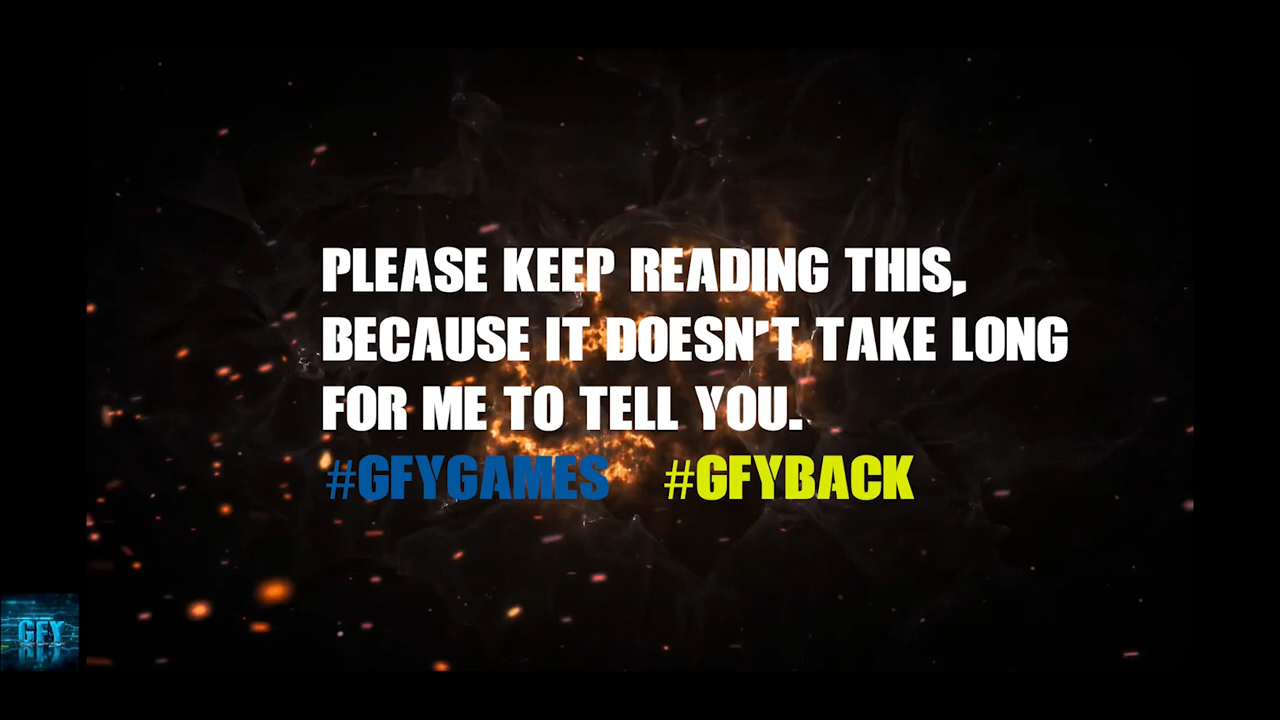 PLEASE KEEP READING THIS,
BECAUSE IT DOESN'T TAKE LONG
FOR ME TO TELL YOU.
#GFYGAMES #GFYBACK
GFY